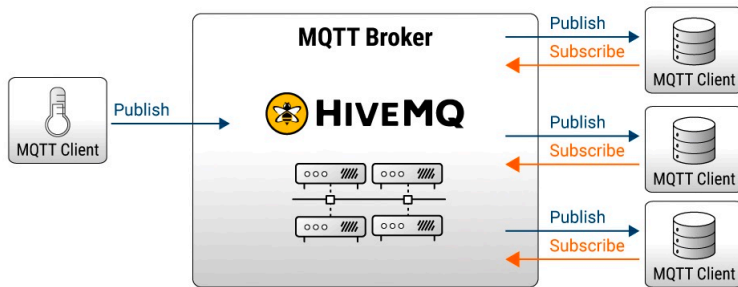 MQTT Broker
HIVEMQ
Publish
MQTT Client
Publish
Subscribe
MQTT Client
Publish
Subscribe
MQTT Client
Publish
Subscribe
MQTT Client